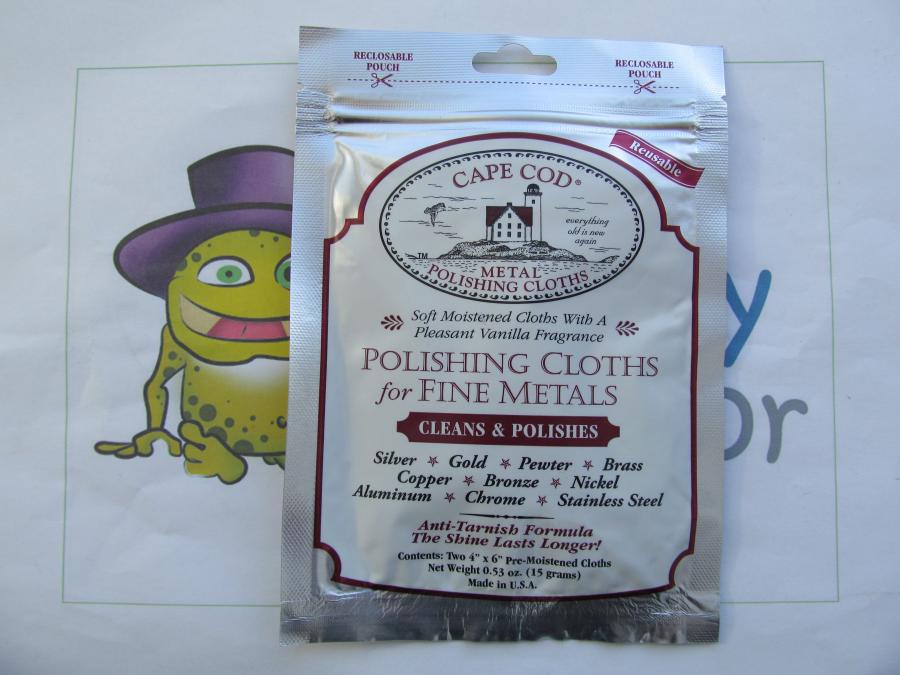 RECLOSABLE
POUCH
RECLOSABLE
POUCH
Reusable
CAPE COD®
everything
old is new
again
TM
METAL
POLISHING CLOTHS
Soft Moistened Cloths With A
Pleasant Vanilla Fragrance
POLISHING CLOTHS
for FINE METALS
CLEANS & POLISHES
Silver ★ Gold ★ Pewter ★ Brass
Copper ★ Bronze ★ Nickel
Aluminum ★ Chrome ★ Stainless Steel
Anti-Tarnish Formula
The Shine Lasts Longer!
Contents: Two 4" x 6" Pre-Moistened Cloths
Net Weight 0.53 oz. (15 grams)
Made in U.S.A.
y
or